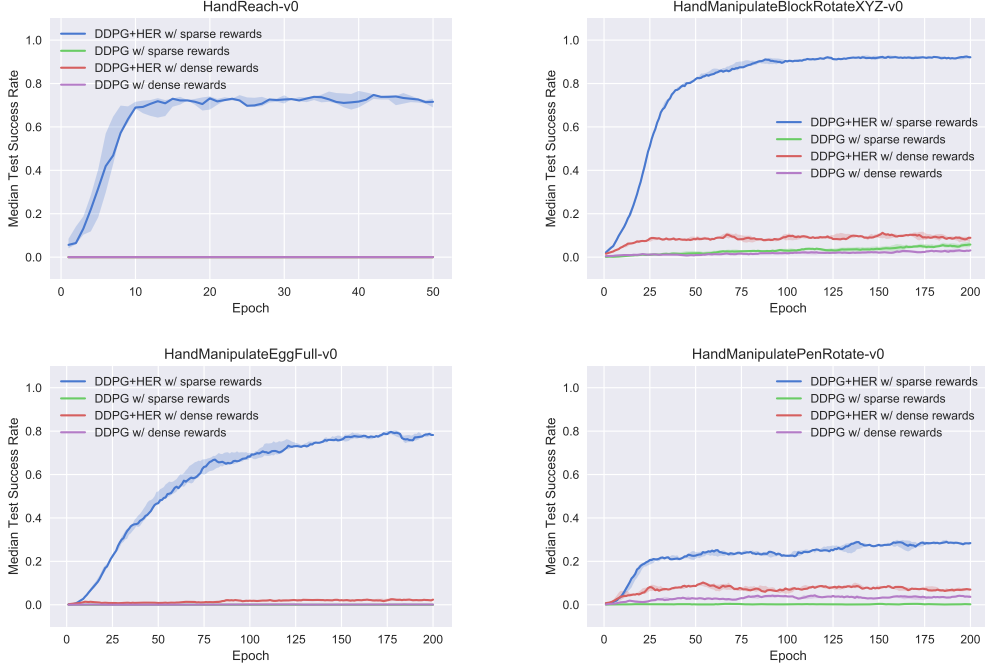 HandReach-v0
1.0
0.8
0.6
0.4
0.2
0.0
Median Test Success Rate
DDPG+HER w/ sparse rewards
DDPG w/ sparse rewards
DDPG+HER w/ dense rewards
DDPG w/ dense rewards
0 10 20 30 40 50
Epoch
HandManipulateBlockRotateXYZ-v0
1.0
0.8
0.6
0.4
0.2
0.0
Median Test Success Rate
DDPG+HER w/ sparse rewards
DDPG w/ sparse rewards
DDPG+HER w/ dense rewards
DDPG w/ dense rewards
0 25 50 75 100 125 150 175 200
Epoch
HandManipulateEggFull-v0
1.0
0.8
0.6
0.4
0.2
0.0
Median Test Success Rate
DDPG+HER w/ sparse rewards
DDPG w/ sparse rewards
DDPG+HER w/ dense rewards
DDPG w/ dense rewards
0 25 50 75 100 125 150 175 200
Epoch
HandManipulatePenRotate-v0
1.0
0.8
0.6
0.4
0.2
0.0
Median Test Success Rate
DDPG+HER w/ sparse rewards
DDPG w/ sparse rewards
DDPG+HER w/ dense rewards
DDPG w/ dense rewards
0 25 50 75 100 125 150 175 200
Epoch